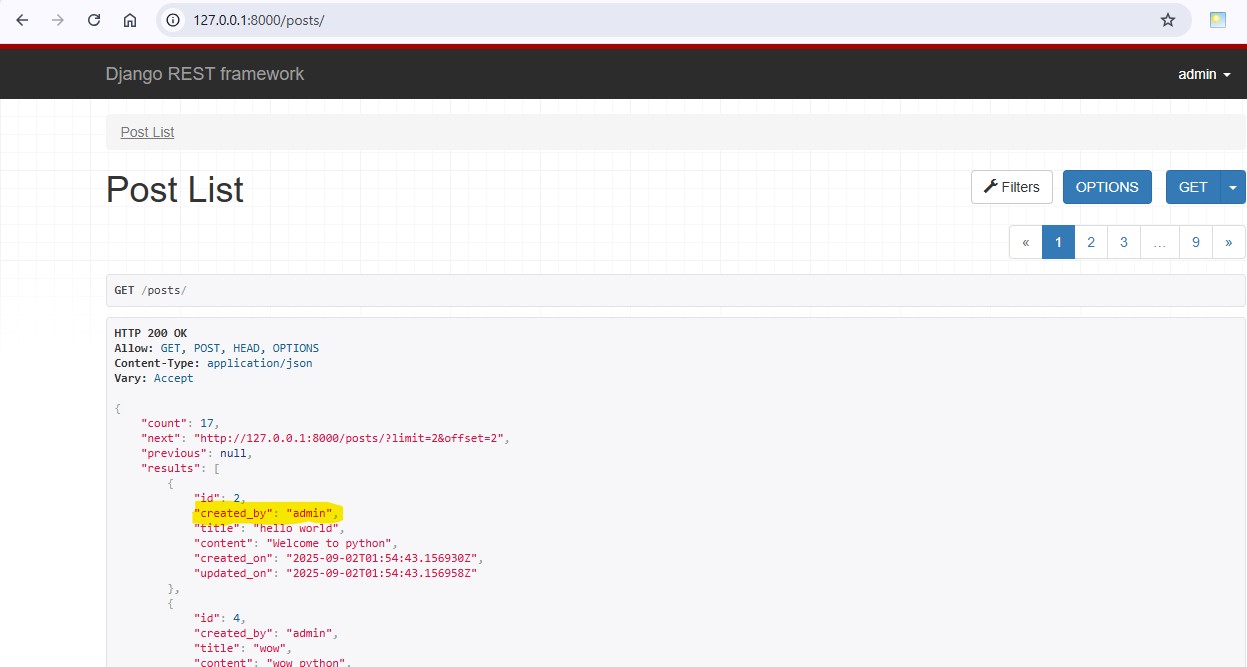 127.0.0.1:8000/posts/
Django REST framework
admin
Post List
Post List
Filters
OPTIONS
GET
« 1 2 3 … 9 »
GET /posts/
HTTP 200 OK
Allow: GET, POST, HEAD, OPTIONS
Content-Type: application/json
Vary: Accept
{
"count": 17,
"next": "http://127.0.0.1:8000/posts/?limit=2&offset=2",
"previous": null,
"results": [
{
"id": 2,
"created_by": "admin",
"title": "hello world",
"content": "Welcome to python",
"created_on": "2025-09-02T01:54:43.156930Z",
"updated_on": "2025-09-02T01:54:43.156958Z"
},
{
"id": 4,
"created_by": "admin",
"title": "wow",
"content": "wow python",